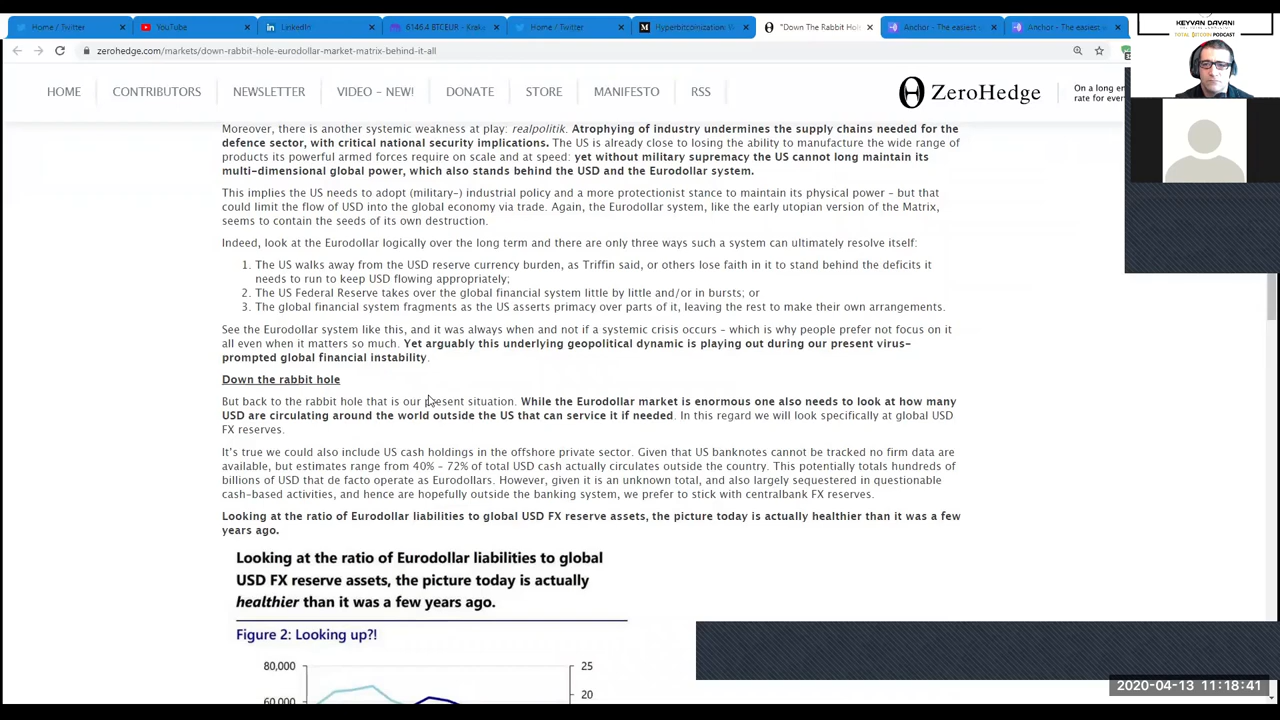 Home / Twitter
YouTube
LinkedIn
6146.4 BTCEUR - Krak
Home / Twitter
Hyperbitcoinization: W
"Down The Rabbit Hol
Anchor - The easiest
Anchor - The easiest
KEYVAN DAVANI
TOTAL BITCOIN PODCAST
zerohedge.com/markets/down-rabbit-hole-eurodollar-market-matrix-behind-it-all
HOME
CONTRIBUTORS
NEWSLETTER
VIDEO – NEW!
DONATE
STORE
MANIFESTO
RSS
ZeroHedge
On a long en
rate for ever
Moreover, there is another systemic weakness at play: realpolitik. Atrophying of industry undermines the supply chains needed for the
defence sector, with critical national security implications. The US is already close to losing the ability to manufacture the wide range of
products its powerful armed forces require on scale and at speed: yet without military supremacy the US cannot long maintain its
multi-dimensional global power, which also stands behind the USD and the Eurodollar system.
This implies the US needs to adopt (military-) industrial policy and a more protectionist stance to maintain its physical power – but that
could limit the flow of USD into the global economy via trade. Again, the Eurodollar system, like the early utopian version of the Matrix,
seems to contain the seeds of its own destruction.
Indeed, look at the Eurodollar logically over the long term and there are only three ways such a system can ultimately resolve itself:
1. The US walks away from the USD reserve currency burden, as Triffin said, or others lose faith in it to stand behind the deficits it
needs to run to keep USD flowing appropriately;
2. The US Federal Reserve takes over the global financial system little by little and/or in bursts; or
3. The global financial system fragments as the US asserts primacy over parts of it, leaving the rest to make their own arrangements.
See the Eurodollar system like this, and it was always when and not if a systemic crisis occurs – which is why people prefer not focus on it
all even when it matters so much. Yet arguably this underlying geopolitical dynamic is playing out during our present virus-
prompted global financial instability.
Down the rabbit hole
But back to the rabbit hole that is our present situation. While the Eurodollar market is enormous one also needs to look at how many
USD are circulating around the world outside the US that can service it if needed. In this regard we will look specifically at global USD
FX reserves.
It's true we could also include US cash holdings in the offshore private sector. Given that US banknotes cannot be tracked no firm data are
available, but estimates range from 40% – 72% of total USD cash actually circulates outside the country. This potentially totals hundreds of
billions of USD that de facto operate as Eurodollars. However, given it is an unknown total, and also largely sequestered in questionable
cash-based activities, and hence are hopefully outside the banking system, we prefer to stick with centralbank FX reserves.
Looking at the ratio of Eurodollar liabilities to global USD FX reserve assets, the picture today is actually healthier than it was a few
years ago.
Looking at the ratio of Eurodollar liabilities to global
USD FX reserve assets, the picture today is actually
healthier than it was a few years ago.
Figure 2: Looking up?!
80,000
25
60,000
20
2020-04-13 11:18:41